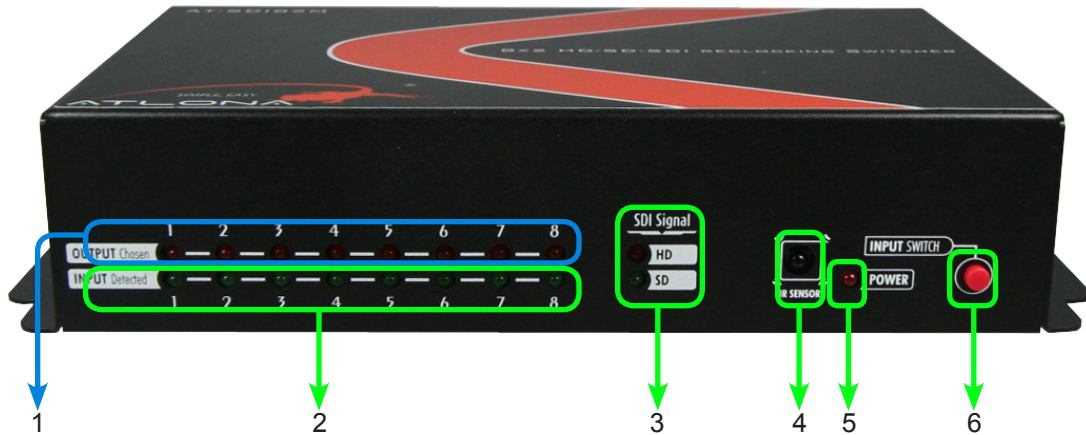 AT-SDI82M
8x2 HD/SD-SDI RECLOCKING SWITCHER
SIMPLE, EASY
ATLONA
®
1 2 3 4 5 6 7 8
OUTPUT Chosen
INPUT Detected
1 2 3 4 5 6 7 8
SDI Signal
HD
SD
IR SENSOR
INPUT SWITCH
POWER
1 2 3 4 5 6